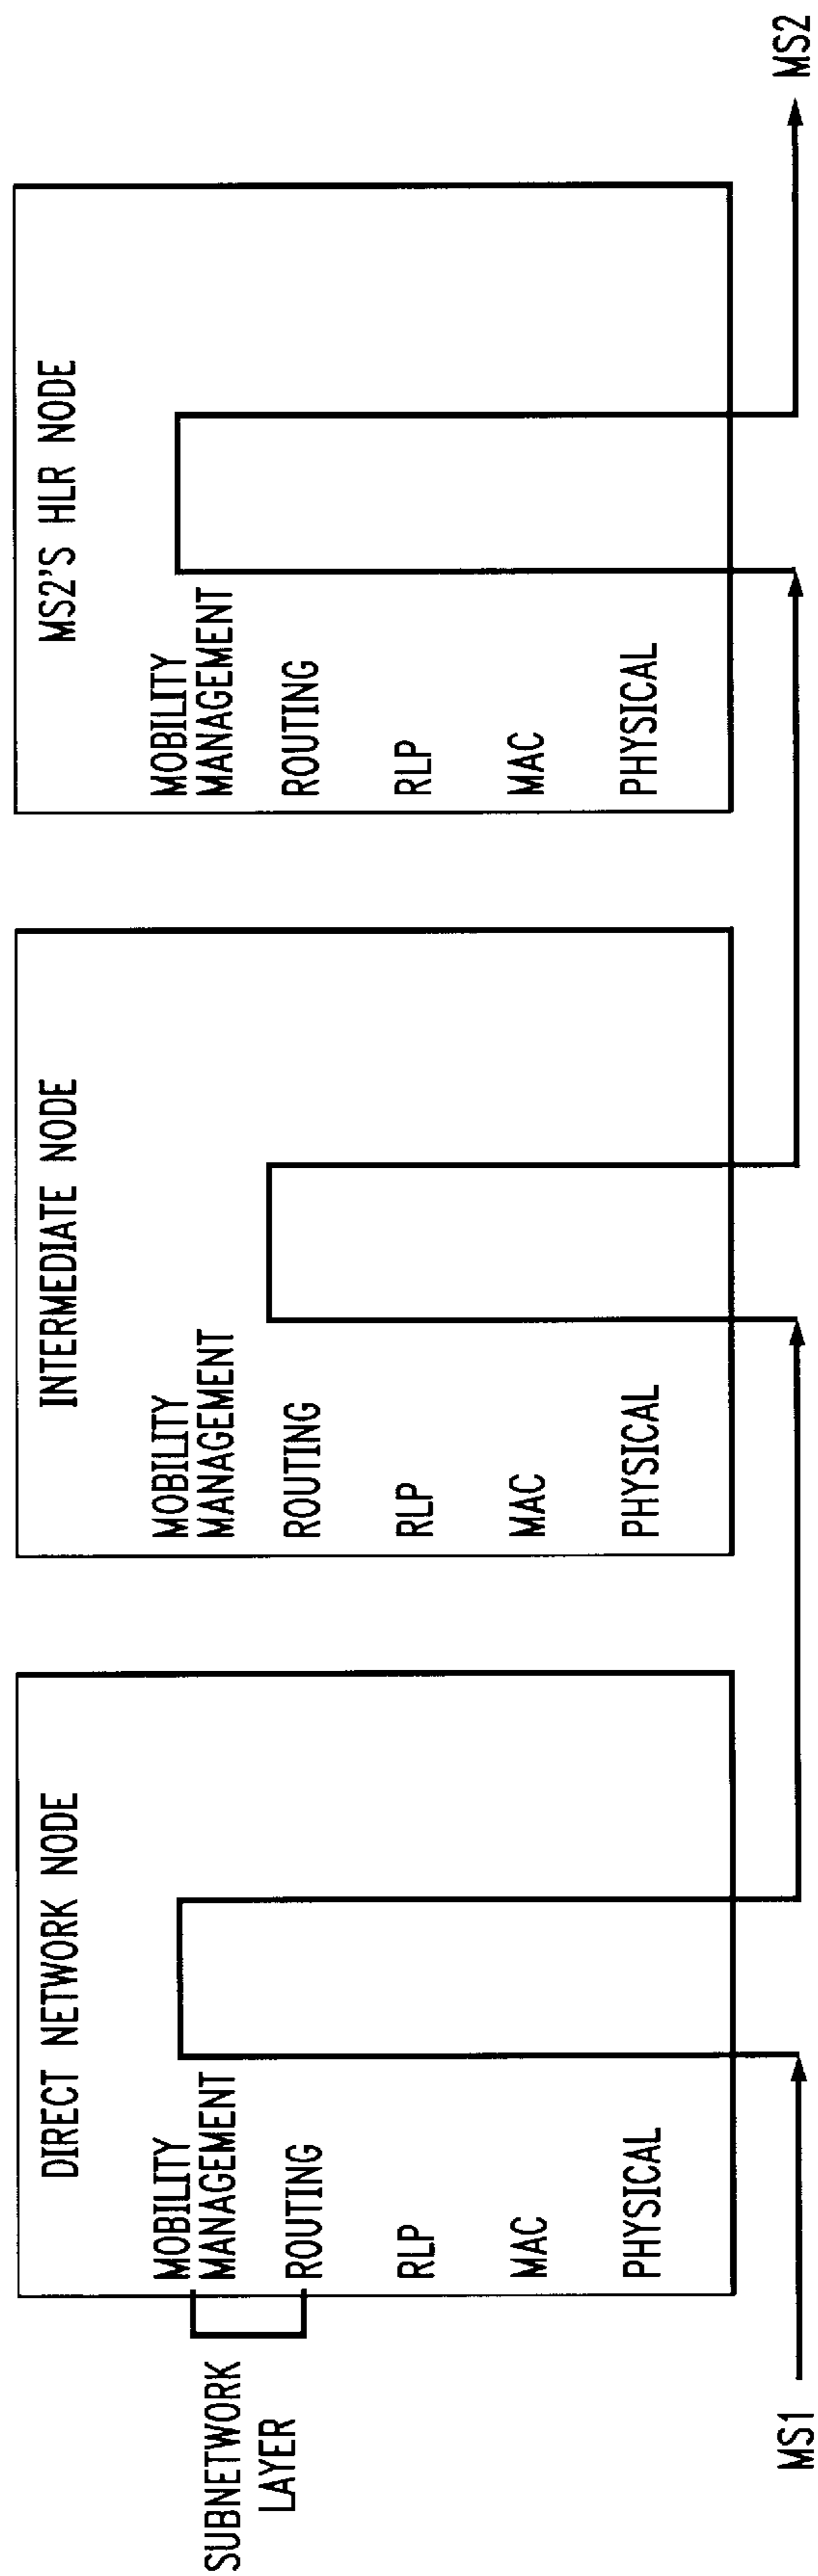 DIRECT NETWORK NODE
SUBNETWORK
LAYER
MOBILITY
MANAGEMENT
ROUTING
RLP
MAC
PHYSICAL
MS1
INTERMEDIATE NODE
MOBILITY
MANAGEMENT
ROUTING
RLP
MAC
PHYSICAL
MS2'S HLR NODE
MOBILITY
MANAGEMENT
ROUTING
RLP
MAC
PHYSICAL
MS2